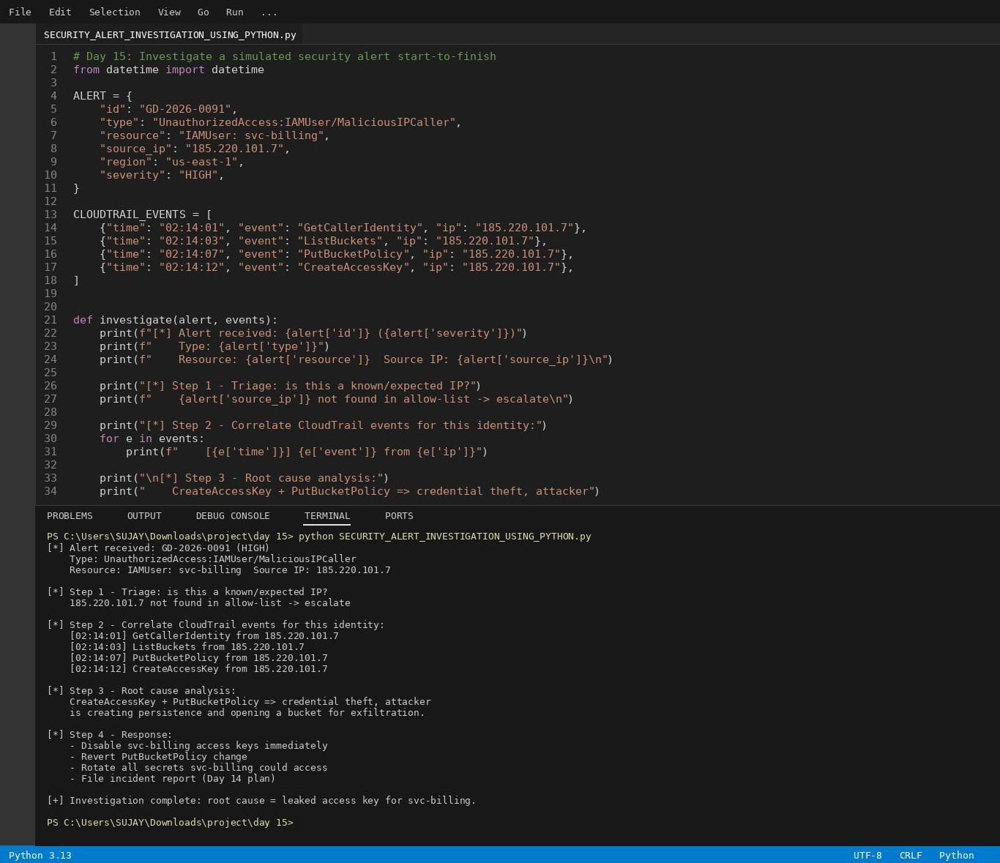 File Edit Selection View Go Run ...
SECURITY_ALERT_INVESTIGATION_USING_PYTHON.py
1 # Day 15: Investigate a simulated security alert start-to-finish
2 from datetime import datetime
3
4 ALERT = {
5     "id": "GD-2026-0091",
6     "type": "UnauthorizedAccess:IAMUser/MaliciousIPCaller",
7     "resource": "IAMUser: svc-billing",
8     "source_ip": "185.220.101.7",
9     "region": "us-east-1",
10     "severity": "HIGH",
11 }
12
13 CLOUDTRAIL_EVENTS = [
14     {"time": "02:14:01", "event": "GetCallerIdentity", "ip": "185.220.101.7"},
15     {"time": "02:14:03", "event": "ListBuckets", "ip": "185.220.101.7"},
16     {"time": "02:14:07", "event": "PutBucketPolicy", "ip": "185.220.101.7"},
17     {"time": "02:14:12", "event": "CreateAccessKey", "ip": "185.220.101.7"},
18 ]
19
20
21 def investigate(alert, events):
22     print(f"[*] Alert received: {alert['id']} ({alert['severity']})")
23     print(f"    Type: {alert['type']}")
24     print(f"    Resource: {alert['resource']}  Source IP: {alert['source_ip']}\n")
25
26     print("[*] Step 1 - Triage: is this a known/expected IP?")
27     print(f"    {alert['source_ip']} not found in allow-list -> escalate\n")
28
29     print("[*] Step 2 - Correlate CloudTrail events for this identity:")
30     for e in events:
31         print(f"    [{e['time']}] {e['event']} from {e['ip']}")
32
33     print("\n[*] Step 3 - Root cause analysis:")
34     print("    CreateAccessKey + PutBucketPolicy => credential theft, attacker")
PROBLEMS OUTPUT DEBUG CONSOLE TERMINAL PORTS
PS C:\Users\SUJAY\Downloads\project\day 15> python SECURITY_ALERT_INVESTIGATION_USING_PYTHON.py
[*] Alert received: GD-2026-0091 (HIGH)
    Type: UnauthorizedAccess:IAMUser/MaliciousIPCaller
    Resource: IAMUser: svc-billing  Source IP: 185.220.101.7

[*] Step 1 - Triage: is this a known/expected IP?
    185.220.101.7 not found in allow-list -> escalate

[*] Step 2 - Correlate CloudTrail events for this identity:
    [02:14:01] GetCallerIdentity from 185.220.101.7
    [02:14:03] ListBuckets from 185.220.101.7
    [02:14:07] PutBucketPolicy from 185.220.101.7
    [02:14:12] CreateAccessKey from 185.220.101.7

[*] Step 3 - Root cause analysis:
    CreateAccessKey + PutBucketPolicy => credential theft, attacker
    is creating persistence and opening a bucket for exfiltration.

[*] Step 4 - Response:
    - Disable svc-billing access keys immediately
    - Revert PutBucketPolicy change
    - Rotate all secrets svc-billing could access
    - File incident report (Day 14 plan)

[+] Investigation complete: root cause = leaked access key for svc-billing.

PS C:\Users\SUJAY\Downloads\project\day 15>
Python 3.13 UTF-8 CRLF Python